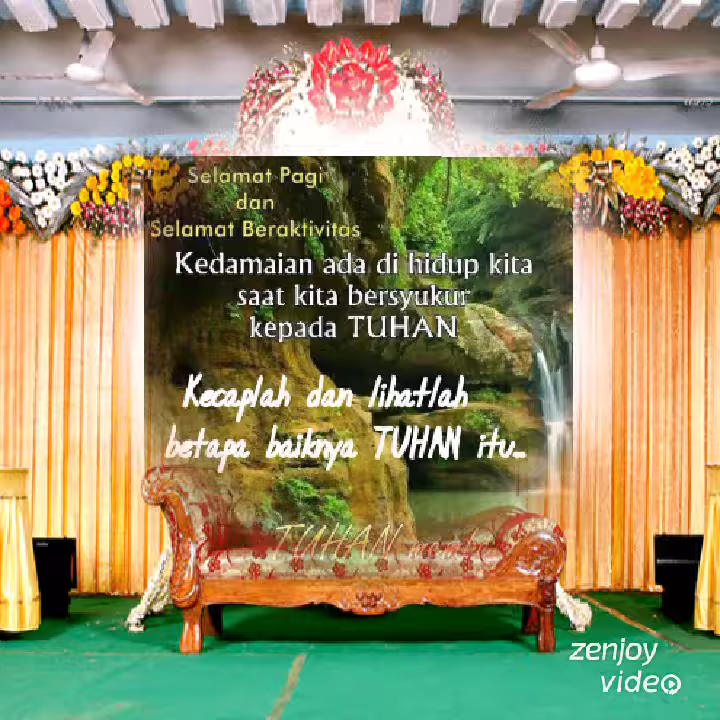 Selamat Pagi
dan
Selamat Beraktivitas
Kedamaian ada di hidup kita
saat kita bersyukur
kepada TUHAN
Kecaplah dan lihatlah
betapa baiknya TUHAN itu...
TUHAN
zenjoy
video